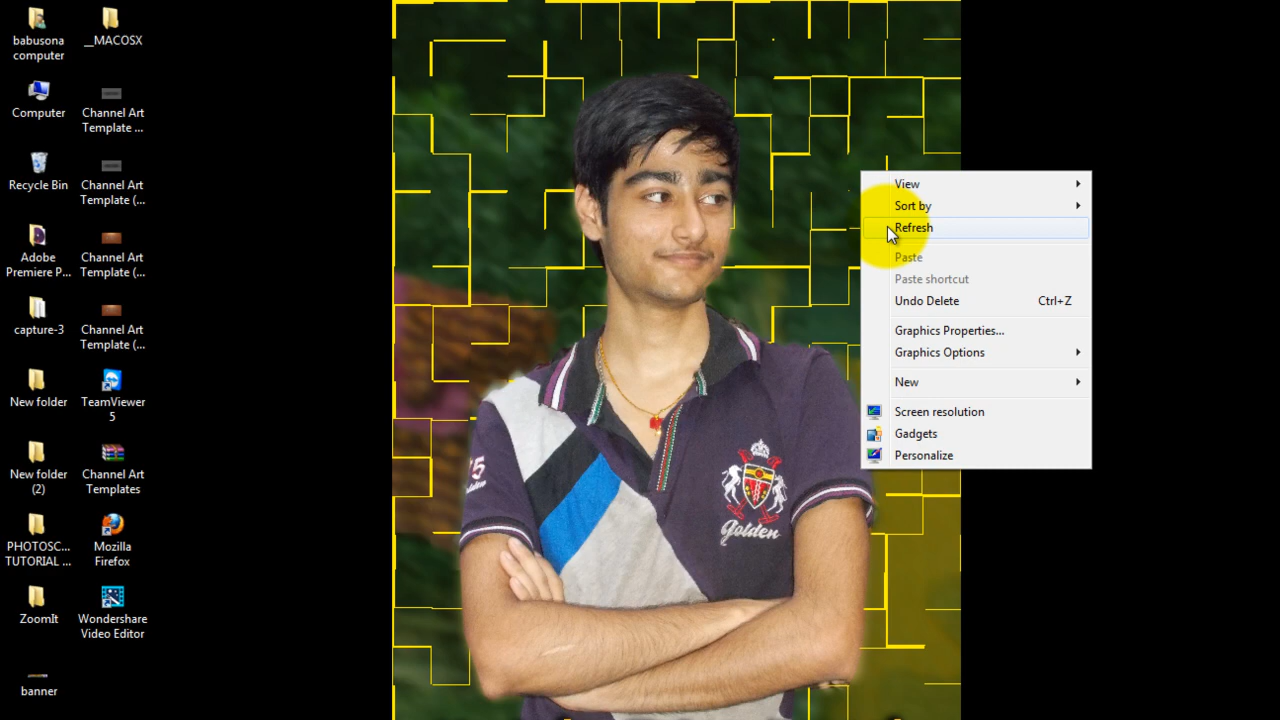 babusona
computer
__MACOSX
Computer
Channel Art
Template ...
Recycle Bin
Channel Art
Template (...
Adobe
Premiere P...
Channel Art
Template (...
capture-3
Channel Art
Template (...
New folder
TeamViewer
5
New folder
(2)
Channel Art
Templates
PHOTOSC...
TUTORIAL ...
Mozilla
Firefox
ZoomIt
Wondershare
Video Editor
banner
View
Sort by
Refresh
Paste
Paste shortcut
Undo Delete Ctrl+Z
Graphics Properties...
Graphics Options
New
Screen resolution
Gadgets
Personalize
Golden